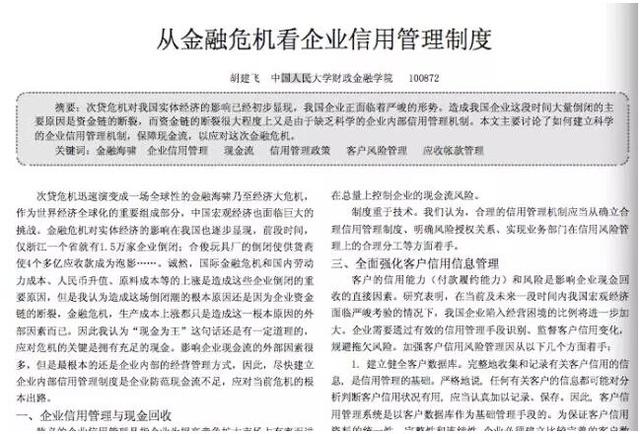 从金融危机看企业信用管理制度
胡建飞 中国人民大学财政金融学院 100872
摘要:次贷危机对我国实体经济的影响已经初步显现,我国企业正面临着严峻的形势。造成我国企业这段时间大量倒闭的主
要原因是资金链的断裂,而资金链的断裂很大程度上又是由于缺乏科学的企业内部信用管理机制。本文主要讨论了如何建立科学
的企业信用管理机制,保障现金流,以应对这次金融危机。
关键词:金融海啸 企业信用管理 现金流 信用管理政策 客户风险管理 应收帐款管理
次贷危机迅速演变成一场全球性的金融海啸乃至经济大危机,
作为世界经济全球化的重要组成部分,中国宏观经济也面临巨大的
挑战。金融危机对实体经济的影响在我国也逐步显现,前段时间,
仅浙江一个省就有1.5万家企业倒闭;合俊玩具厂的倒闭使供货商
使4个多亿应收款成为泡影……。诚然,国际金融危机和国内劳动
力成本、人民币升值、原料成本等的上涨是造成这些企业倒闭的重
要原因,但是我认为造成这场倒闭潮的根本原因还是因为企业资金
链的断裂,金融危机,生产成本上涨都只是造成这一根本原因的外
部因素而已。因此我认为“现金为王”这句话还是有一定道理的,
应对危机的关键是拥有充足的现金。影响企业现金流的外部因素很
多,但是最根本的还是企业内部的经营管理方式,因此,尽快建立
企业内部信用管理制度是企业防范现金流不足,应对当前危机的根
本出路。
一、企业信用管理与现金回收
在总量上控制企业的现金流风险。
制度重于技术。我们认为,合理的信用管理机制应当从确立合
理信用管理制度、明确风险授权关系、实现业务部门在信用风险管
理上的合理分工等方面着手。
三、全面强化客户信用信息管理
客户的信用能力(付款履约能力)和风险是影响企业现金回
收的直接因素。研究表明,在当前及未来一段时间内我国宏观经济
面临严峻考验的情况下,我国企业陷入经营困境的比例将进一步加
大。企业需要通过有效的信用管理手段识别、监督客户信用变化,
规避拖欠风险。加强客户信用风险管理因从以下几个方面着手:
1.建立健全客户数据库。完整地收集和记录有关客户信用的信
息,是信用管理的基础。严格地说,任何有关客户的信息都可能对
分析判断客户信用状况有用,应当认真加以记录、保存。因此,客户信
用管理系统是以客户数据库作为基础管理手段的。为保证客户信用